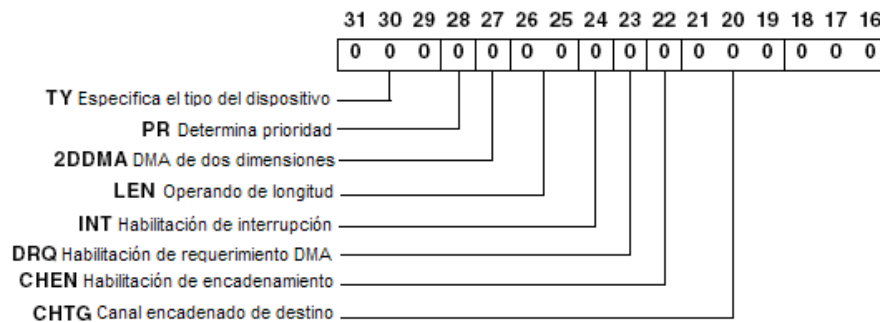 31 30 29 28 27 26 25 24 23 22 21 20 19 18 17 16
0 0 0 0 0 0 0 0 0 0 0 0 0 0 0 0
TY Especifica el tipo del dispositivo
PR Determina prioridad
2DDMA DMA de dos dimensiones
LEN Operando de longitud
INT Habilitación de interrupción
DRQ Habilitación de requerimiento DMA
CHEN Habilitación de encadenamiento
CHTG Canal encadenado de destino